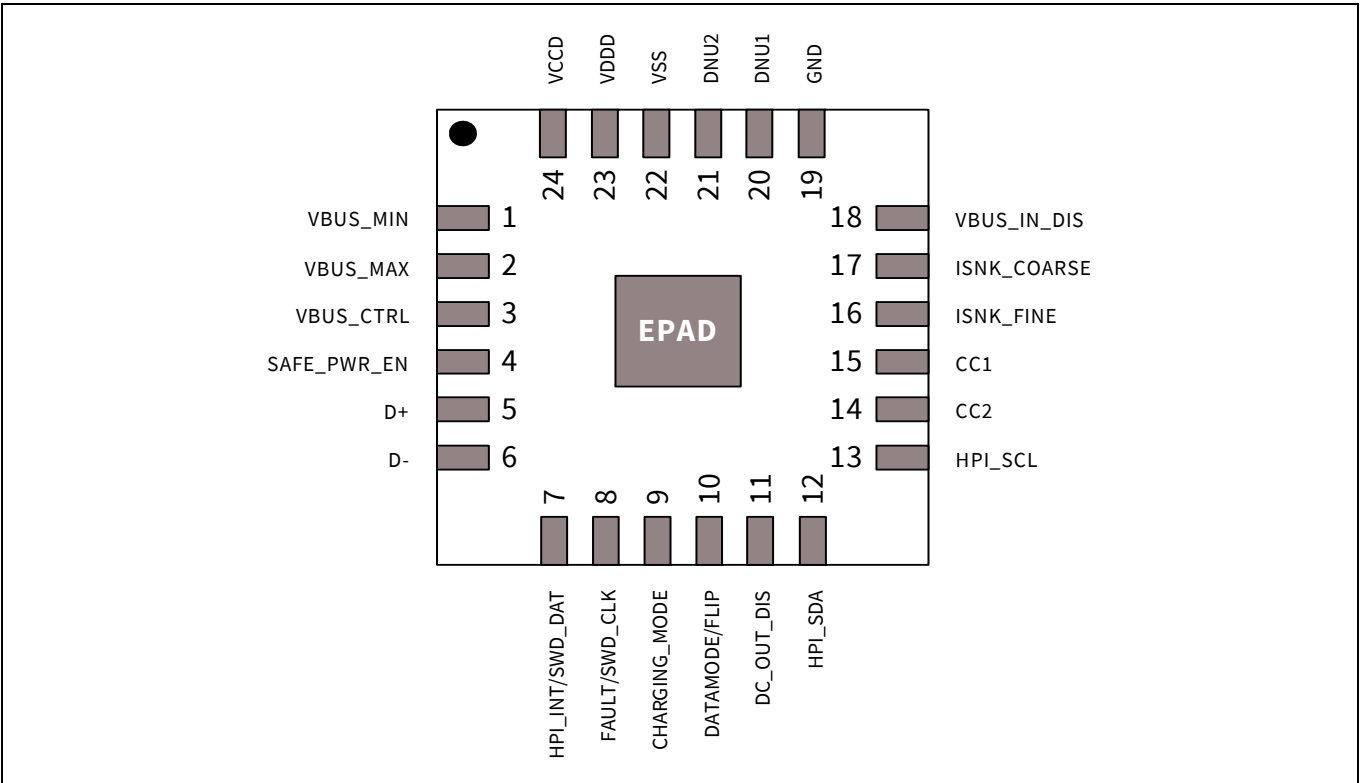 VCCD
VDDD
VSS
DNU2
DNU1
GND
24
23
22
21
20
19
VBUS_MIN 1
18 VBUS_IN_DIS
VBUS_MAX 2
17 ISNK_COARSE
VBUS_CTRL 3
16 ISNK_FINE
SAFE_PWR_EN 4
15 CC1
D+ 5
14 CC2
D- 6
13 HPI_SCL
EPAD
7
8
9
10
11
12
HPI_INT/SWD_DAT
FAULT/SWD_CLK
CHARGING_MODE
DATAMODE/FLIP
DC_OUT_DIS
HPI_SDA